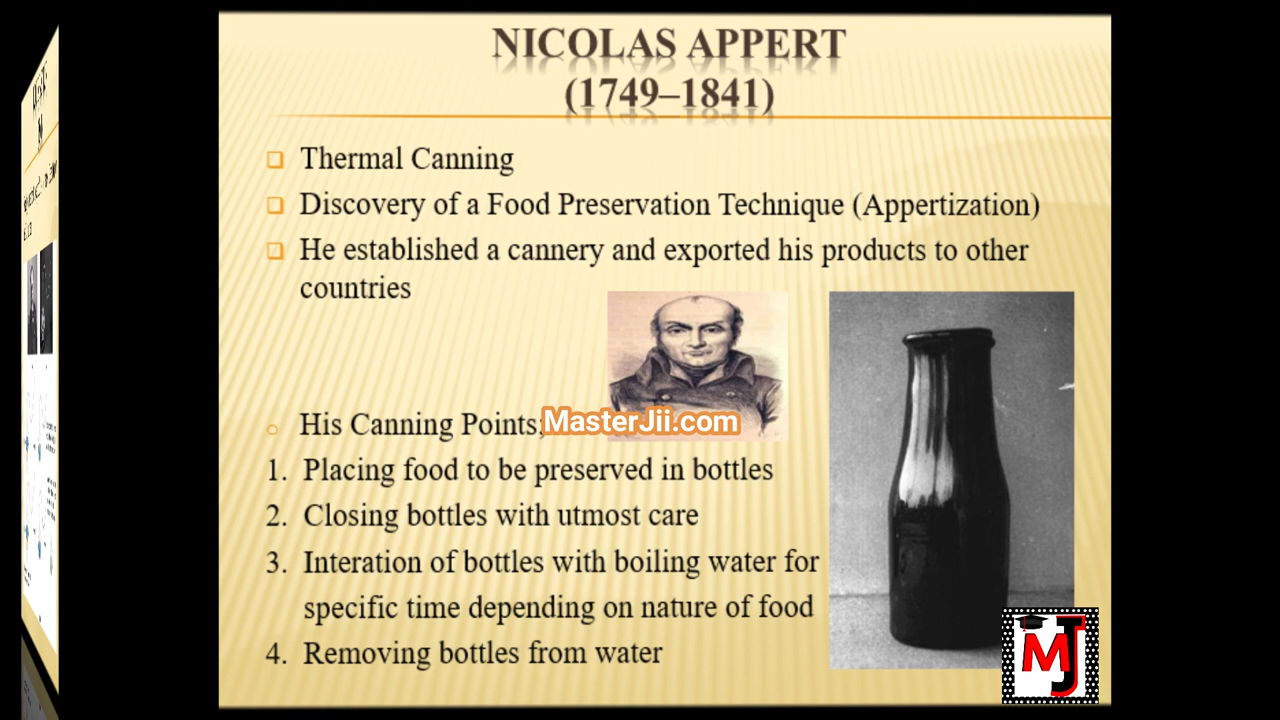 NICOLAS APPERT
(1749–1841)
Thermal Canning
Discovery of a Food Preservation Technique (Appertization)
He established a cannery and exported his products to other
countries
His Canning Points;
MasterJii.com
1. Placing food to be preserved in bottles
2. Closing bottles with utmost care
3. Interation of bottles with boiling water for
specific time depending on nature of food
4. Removing bottles from water
MJ